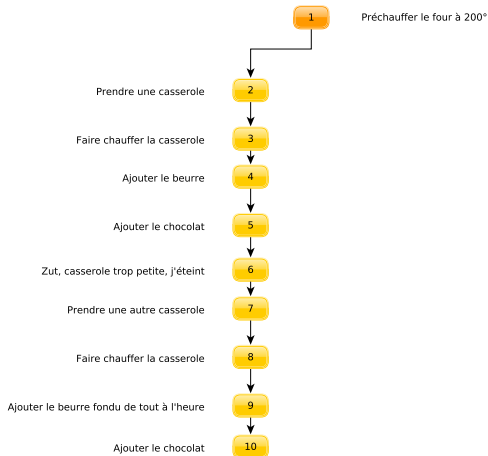 1 Préchauffer le four à 200°
Prendre une casserole 2
Faire chauffer la casserole 3
Ajouter le beurre 4
Ajouter le chocolat 5
Zut, casserole trop petite, j'éteint 6
Prendre une autre casserole 7
Faire chauffer la casserole 8
Ajouter le beurre fondu de tout à l'heure 9
Ajouter le chocolat 10